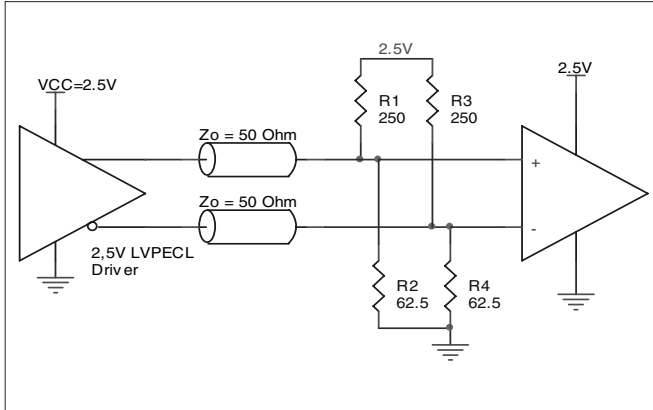 2.5V
2.5V
VCC=2.5V
R1
250
R3
250
Zo = 50 Ohm
+
Zo = 50 Ohm
-
2,5V LVPECL
Driver
R2
62.5
R4
62.5